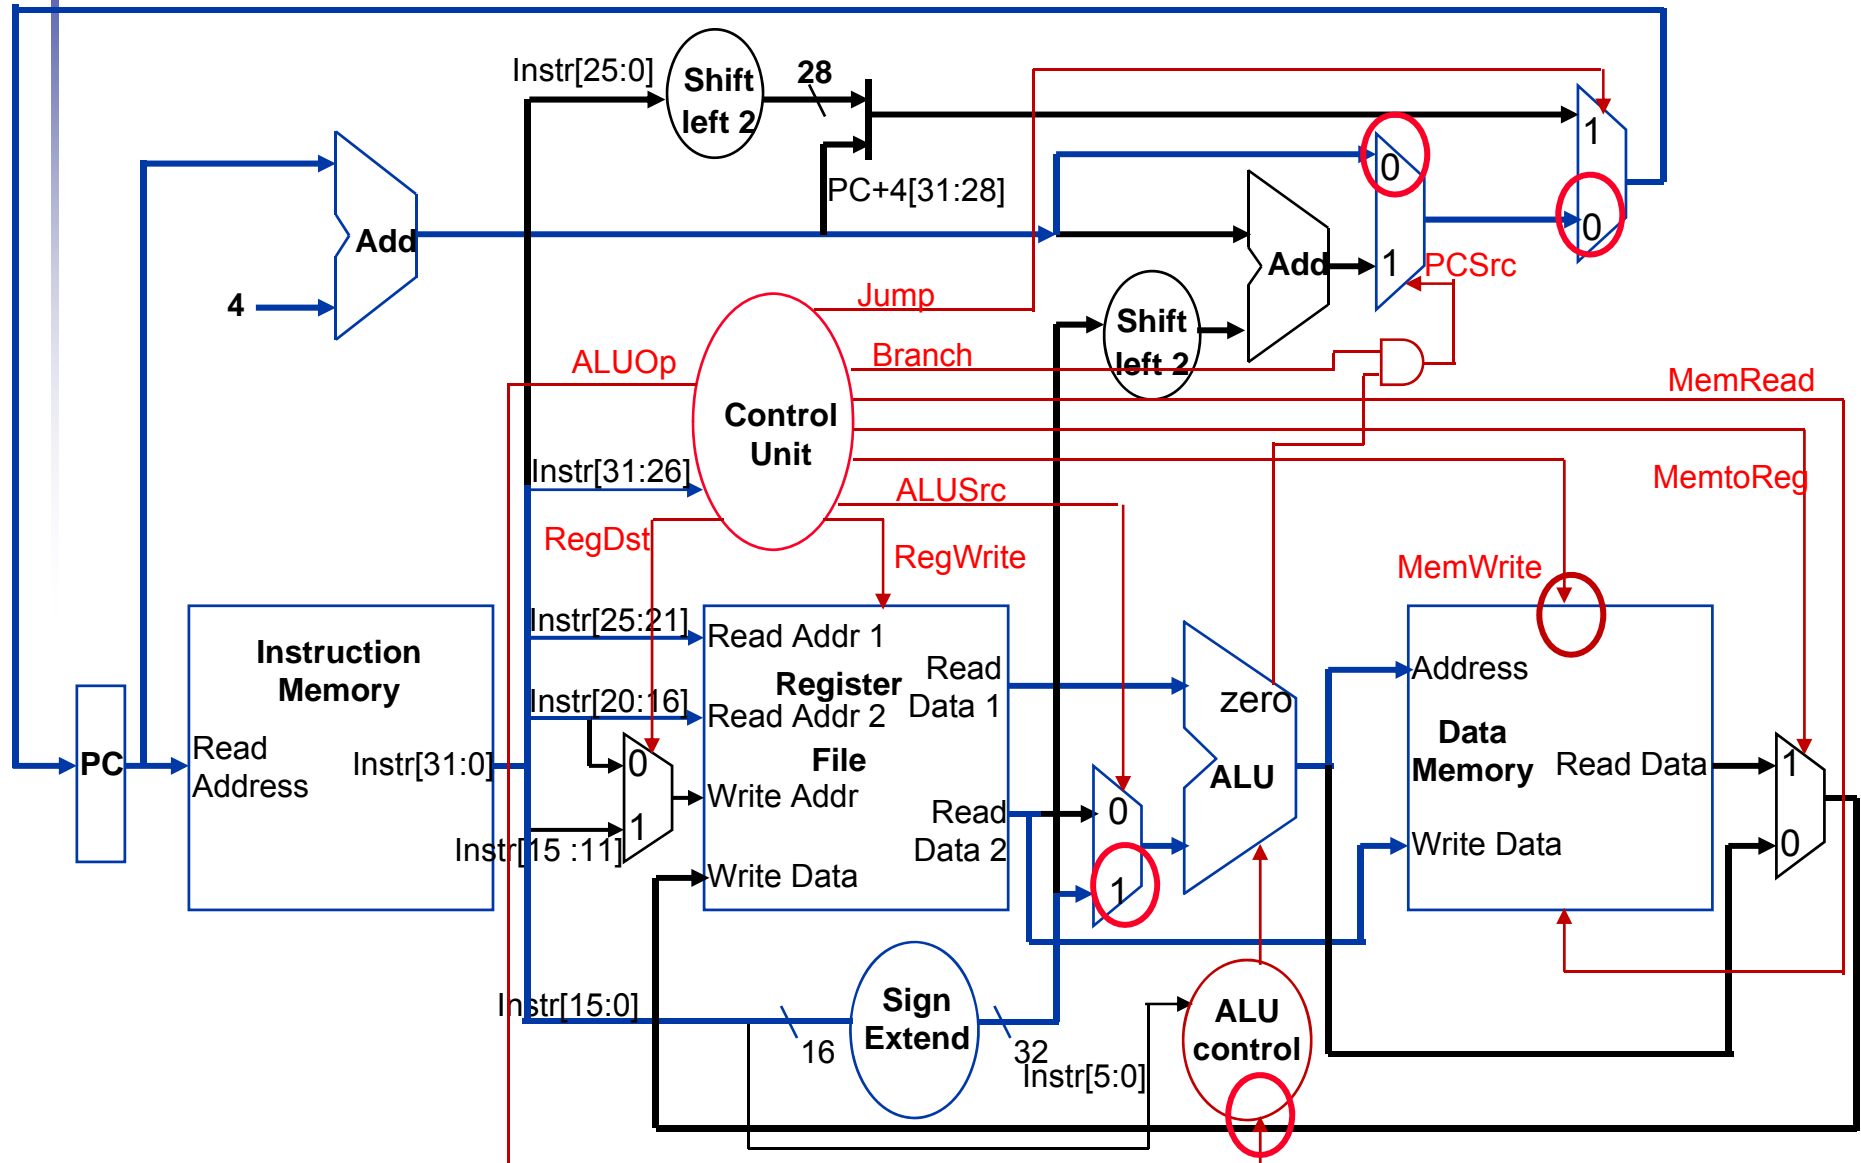 Instr[25:0]
Shift
left 2
28
1
0
PC+4[31:28]
0
Add
Add
1
PCSrc
4
Jump
Shift
left 2
ALUOp
Branch
MemRead
Control
Unit
Instr[31:26]
ALUSrc
MemtoReg
RegDst
RegWrite
MemWrite
Instruction
Memory
Instr[25:21]
Read Addr 1
Register
Read
Data 1
zero
Address
Instr[20:16]
Read Addr 2
Data
Memory
PC
Read
Address
Instr[31:0]
0
File
ALU
Read Data
1
Write Addr
Read
Data 2
0
1
Instr[15 :11]
Write Data
1
Write Data
0
Instr[15:0]
Sign
Extend
16
32
ALU
control
Instr[5:0]